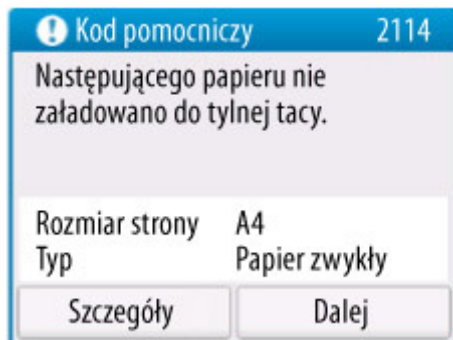 Kod pomocniczy 2114
Następującego papieru nie
załadowano do tylnej tacy.
Rozmiar strony A4
Typ Papier zwykły
Szczegóły Dalej